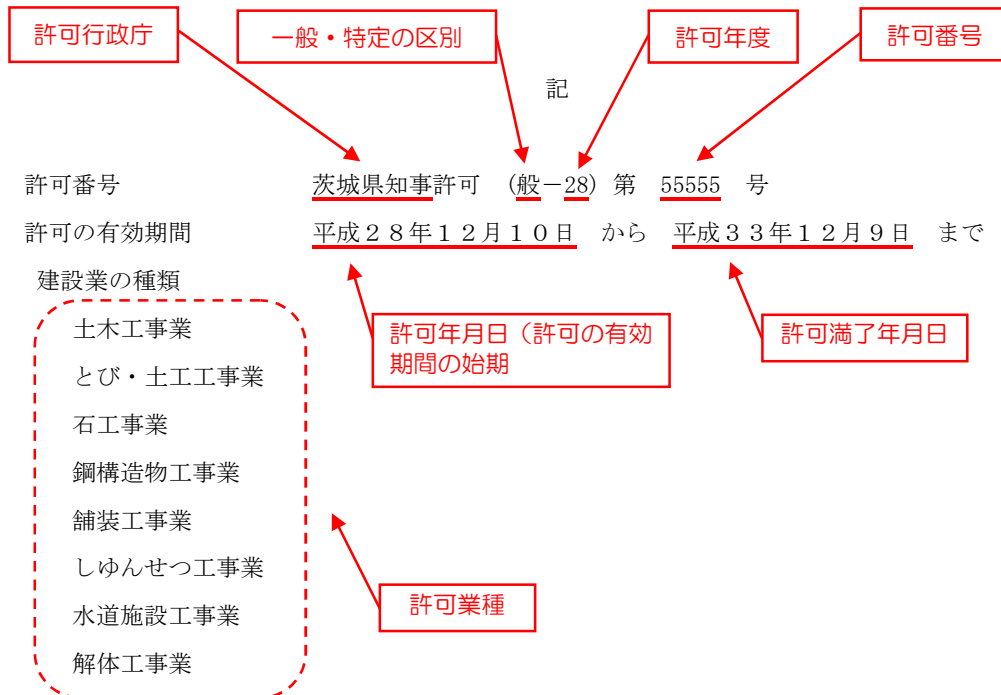 許可行政庁
一般・特定の区別
許可年度
許可番号
記
許可番号 茨城県知事許可 (般－28) 第 55555 号
許可の有効期間 平成２８年１２月１０日 から 平成３３年１２月９日 まで
建設業の種類
土木工事業
許可年月日（許可の有効
期間の始期
許可満了年月日
とび・土工工事業
石工事業
鋼構造物工事業
舗装工事業
しゆんせつ工事業
許可業種
水道施設工事業
解体工事業